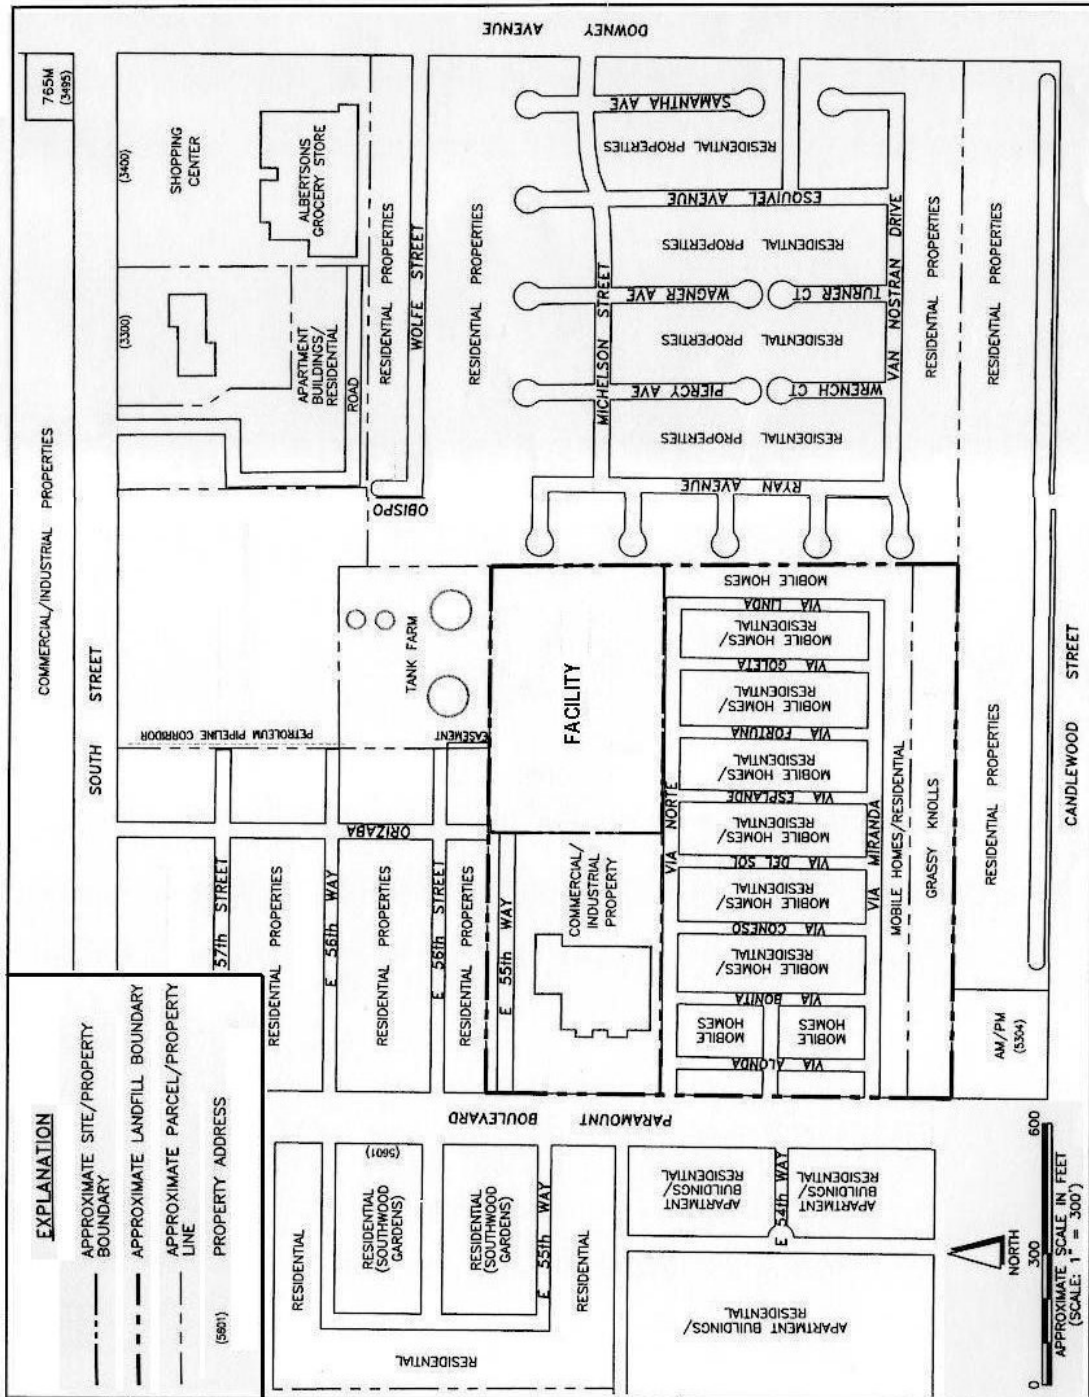 EXPLANATION
APPROXIMATE SITE/PROPERTY
BOUNDARY
APPROXIMATE LANDFILL BOUNDARY
APPROXIMATE PARCEL/PROPERTY
LINE
(5601)
PROPERTY ADDRESS
COMMERCIAL/INDUSTRIAL PROPERTIES
765M
(3495)
SOUTH STREET
(3300)
(3400)
SHOPPING
CENTER
ALBERTSONS
GROCERY STORE
APARTMENT
BUILDINGS/
RESIDENTIAL
ROAD
RESIDENTIAL PROPERTIES
WOLFE STREET
OBISPO
RESIDENTIAL PROPERTIES
DOWNEY AVENUE
PETROLEUM PIPELINE CORRIDOR
EASEMENT
TANK FARM
ORIZABA
57th STREET
RESIDENTIAL PROPERTIES
E 56th WAY
RESIDENTIAL PROPERTIES
E 56th STREET
RESIDENTIAL PROPERTIES
E 55th WAY
COMMERCIAL/
INDUSTRIAL
PROPERTY
FACILITY
MICHELSON STREET
SAMANTHA AVE
RESIDENTIAL PROPERTIES
ESQUIVEL AVENUE
RESIDENTIAL PROPERTIES
WAGNER AVE
TURNER CT
RESIDENTIAL PROPERTIES
PIERCY AVE
WRENCH CT
RESIDENTIAL PROPERTIES
RYAN AVENUE
VAN NOSTRAN DRIVE
RESIDENTIAL PROPERTIES
RESIDENTIAL PROPERTIES
VIA NORTE
MOBILE HOMES
VIA LINDA
MOBILE HOMES/
RESIDENTIAL
VIA GOLETA
MOBILE HOMES/
RESIDENTIAL
VIA FORTUNA
MOBILE HOMES/
RESIDENTIAL
VIA ESPLANDE
MOBILE HOMES/
RESIDENTIAL
VIA DEL SOL
MOBILE HOMES/
RESIDENTIAL
VIA CONESO
MOBILE HOMES/
RESIDENTIAL
VIA BONITA
MOBILE
HOMES
MOBILE
HOMES
VIA ALONDA
VIA MIRANDA
MOBILE HOMES/RESIDENTIAL
GRASSY KNOLLS
RESIDENTIAL PROPERTIES
AM/PM
(5304)
CANDLEWOOD STREET
PARAMOUNT BOULEVARD
RESIDENTIAL
RESIDENTIAL
(SOUTHWOOD
GARDENS)
(5601)
RESIDENTIAL
(SOUTHWOOD
GARDENS)
E 55th WAY
RESIDENTIAL
RESIDENTIAL
APARTMENT
BUILDINGS/
RESIDENTIAL
E 54th WAY
APARTMENT
BUILDINGS/
RESIDENTIAL
APARTMENT BUILDINGS/
RESIDENTIAL
NORTH
0 300 600
APPROXIMATE SCALE IN FEET
(SCALE: 1" = 300')